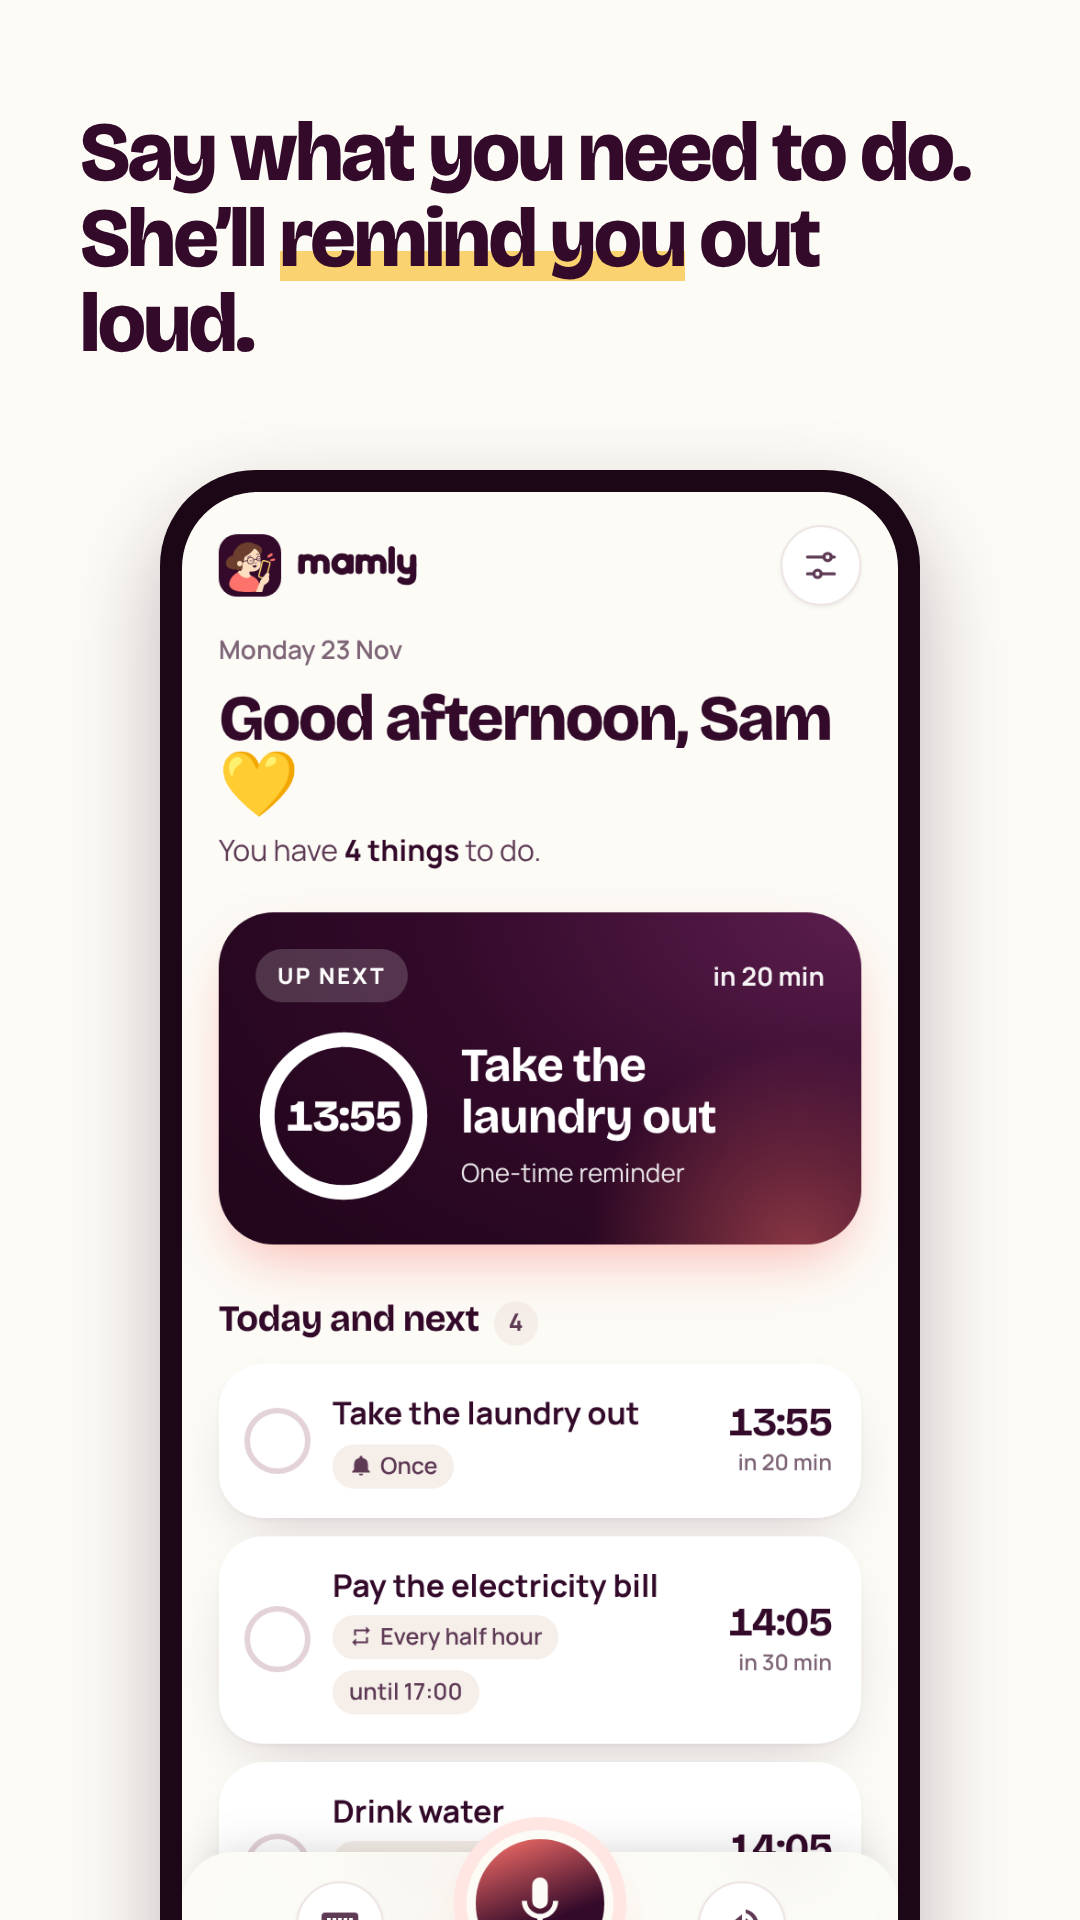 Say what you need to do.
She'll remind you out
loud.
mamly
Monday 23 Nov
Good afternoon, Sam
💛
You have 4 things to do.
UP NEXT
in 20 min
13:55
Take the
laundry out
One-time reminder
Today and next 4
Take the laundry out
13:55
Once
in 20 min
Pay the electricity bill
Every half hour
14:05
in 30 min
until 17:00
Drink water
14:05